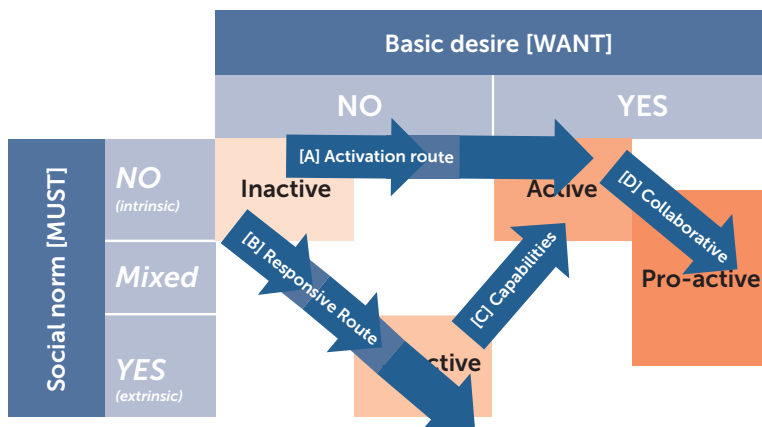 Basic desire [WANT]
NO
YES
Social norm [MUST]
NO
(intrinsic)
Mixed
YES
(extrinsic)
[A] Activation route
Inactive
Active
[D] Collaborative
[B] Responsive Route
[C] Capabilities
Pro-active
ctive